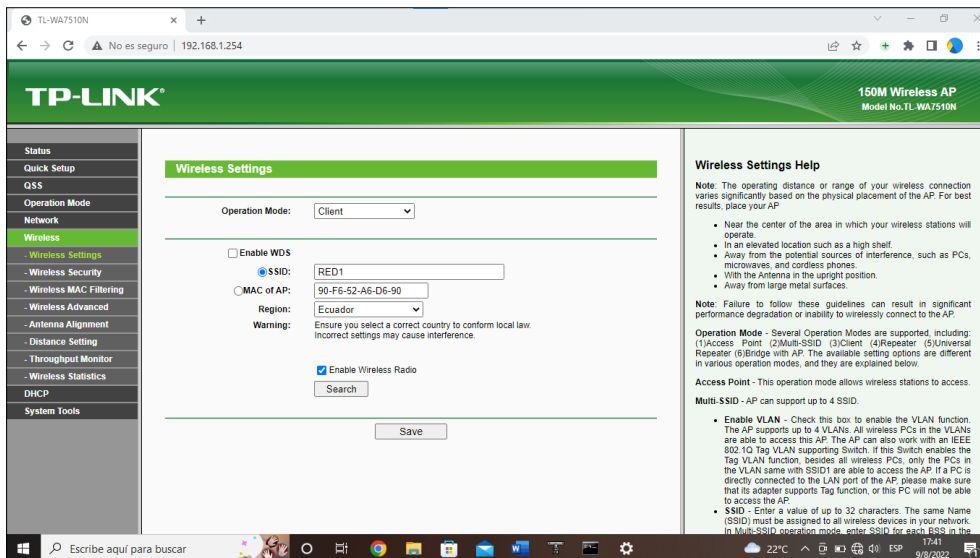 TL-WA7510N
No es seguro
192.168.1.254
TP-LINK®
150M Wireless AP
Model No.TL-WA7510N
Status
Quick Setup
QSS
Operation Mode
Network
Wireless
- Wireless Settings
- Wireless Security
- Wireless MAC Filtering
- Wireless Advanced
- Antenna Alignment
- Distance Setting
- Throughput Monitor
- Wireless Statistics
DHCP
System Tools
Wireless Settings
Operation Mode: Client
Enable WDS
SSID: RED1
MAC of AP: 90-F6-52-A6-D6-90
Region: Ecuador
Warning: Ensure you select a correct country to conform local law.
Incorrect settings may cause interference.
Enable Wireless Radio
Search
Save
Wireless Settings Help
Note: The operating distance or range of your wireless connection
varies significantly based on the physical placement of the AP. For best
results, place your AP
• Near the center of the area in which your wireless stations will
operate.
• In an elevated location such as a high shelf.
• Away from the potential sources of interference, such as PCs,
microwaves, and cordless phones.
• With the Antenna in the upright position.
• Away from large metal surfaces.
Note: Failure to follow these guidelines can result in significant
performance degradation or inability to wirelessly connect to the AP.
Operation Mode - Several Operation Modes are supported, including:
(1)Access Point (2)Multi-SSID (3)Client (4)Repeater (5)Universal
Repeater (6)Bridge with AP. The available setting options are different
in various operation modes, and they are explained below.
Access Point - This operation mode allows wireless stations to access.
Multi-SSID - AP can support up to 4 SSID.
• Enable VLAN - Check this box to enable the VLAN function.
The AP supports up to 4 VLANs. All wireless PCs in the VLANs
are able to access this AP. The AP can also work with an IEEE
802.1Q Tag VLAN supporting Switch. If this Switch enables the
Tag VLAN function, besides all wireless PCs, only the PCs in
the VLAN same with SSID1 are able to access the AP. If a PC is
directly connected to the LAN port of the AP, please make sure
that its adapter supports Tag function, or this PC will not be able
to access the AP.
• SSID - Enter a value of up to 32 characters. The same Name
(SSID) must be assigned to all wireless devices in your network.
In Multi-SSID operation mode, enter SSID for each BSS in the
Escribe aquí para buscar
22°C
ESP
17:41
9/8/2022